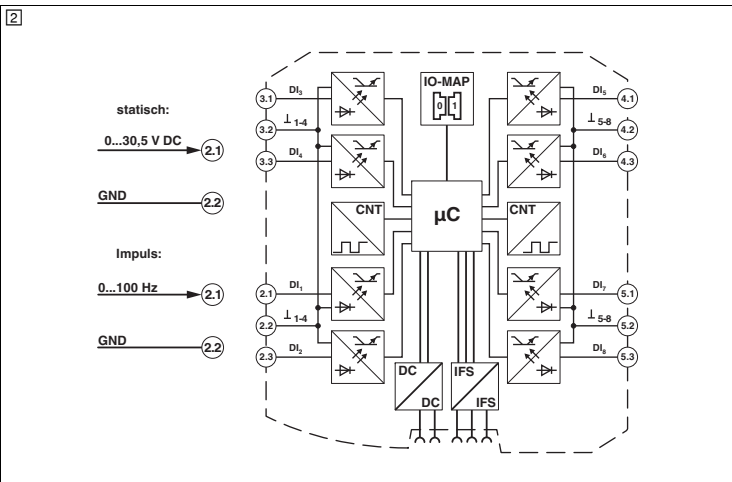 2
statisch:
0...30,5 V DC
2.1
GND
2.2
Impuls:
0...100 Hz
2.1
GND
2.2
3.1
DI₃
3.2
⊥ 1-4
3.3
DI₄
CNT
2.1
DI₁
2.2
⊥ 1-4
2.3
DI₂
IO-MAP
0 1
µC
DC
DC
IFS
IFS
DI₅
4.1
⊥ 5-8
4.2
DI₆
4.3
CNT
DI₇
5.1
⊥ 5-8
5.2
DI₈
5.3